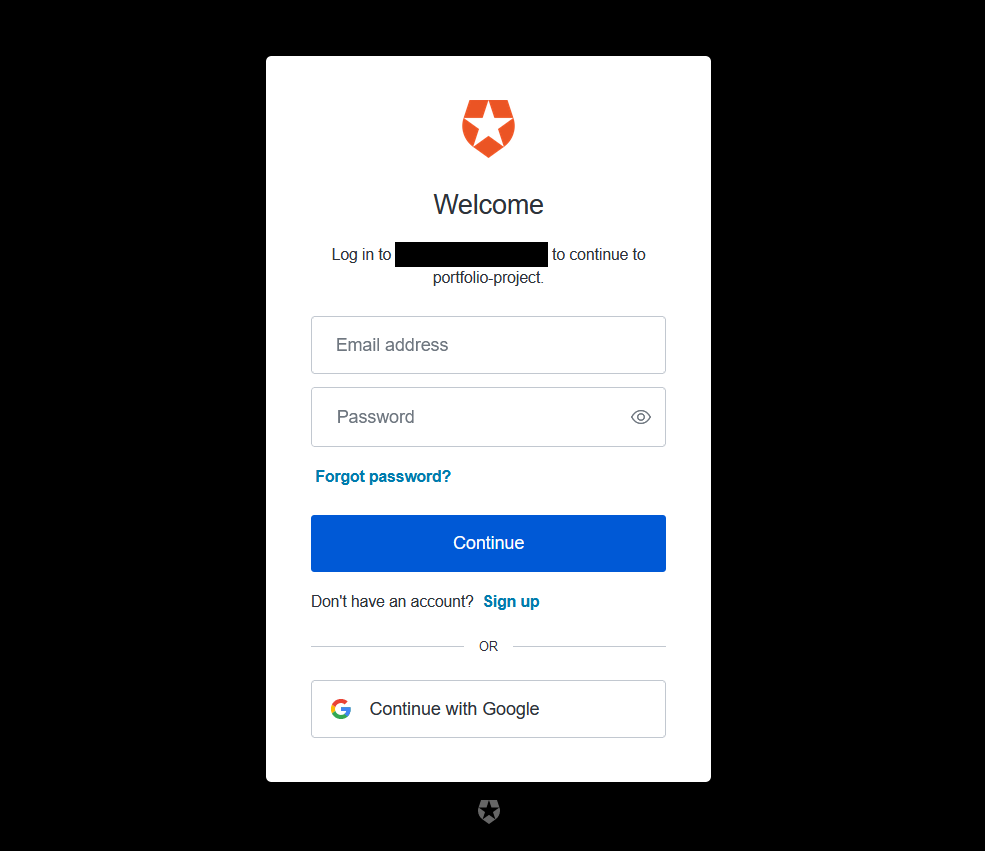 Welcome
Log in to to continue to
portfolio-project.
Email address
Password
Forgot password?
Continue
Don't have an account? Sign up
OR
Continue with Google